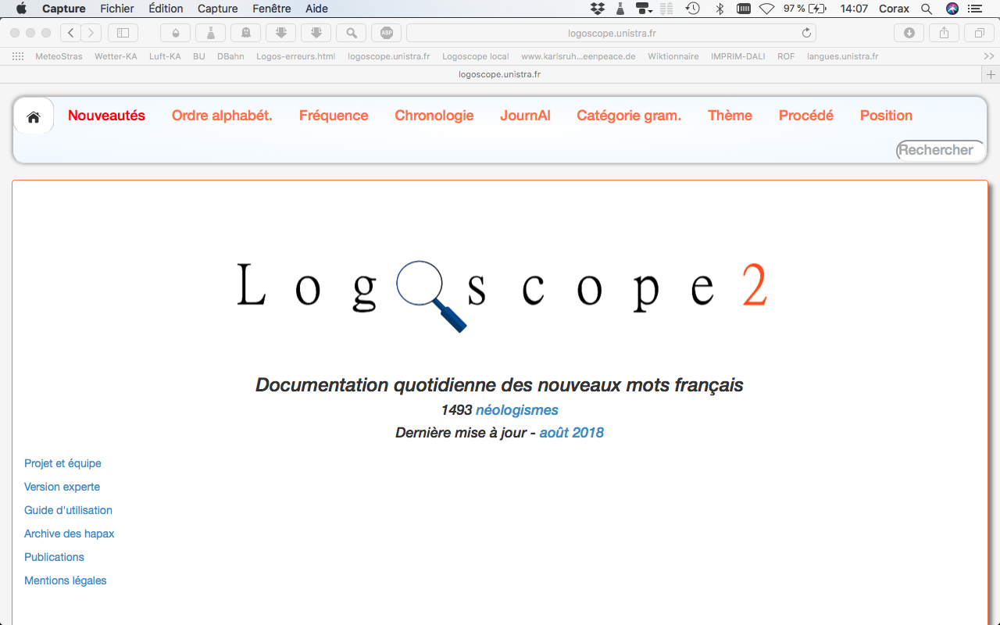 Capture Fichier Édition Capture Fenêtre Aide 97 % 14:07 Corax
ABP logoscope.unistra.fr
MeteoStras Wetter-KA Luft-KA BU DBahn Logos-erreurs.html logoscope.unistra.fr Logoscope local www.karlsruh...eenpeace.de Wiktionnaire IMPRIM-DALI ROF langues.unistra.fr >>
logoscope.unistra.fr +
Nouveautés Ordre alphabét. Fréquence Chronologie JournAl Catégorie gram. Thème Procédé Position
Rechercher
Log scope 2
Documentation quotidienne des nouveaux mots français
1493 néologismes
Dernière mise à jour - août 2018
Projet et équipe
Version experte
Guide d'utilisation
Archive des hapax
Publications
Mentions légales